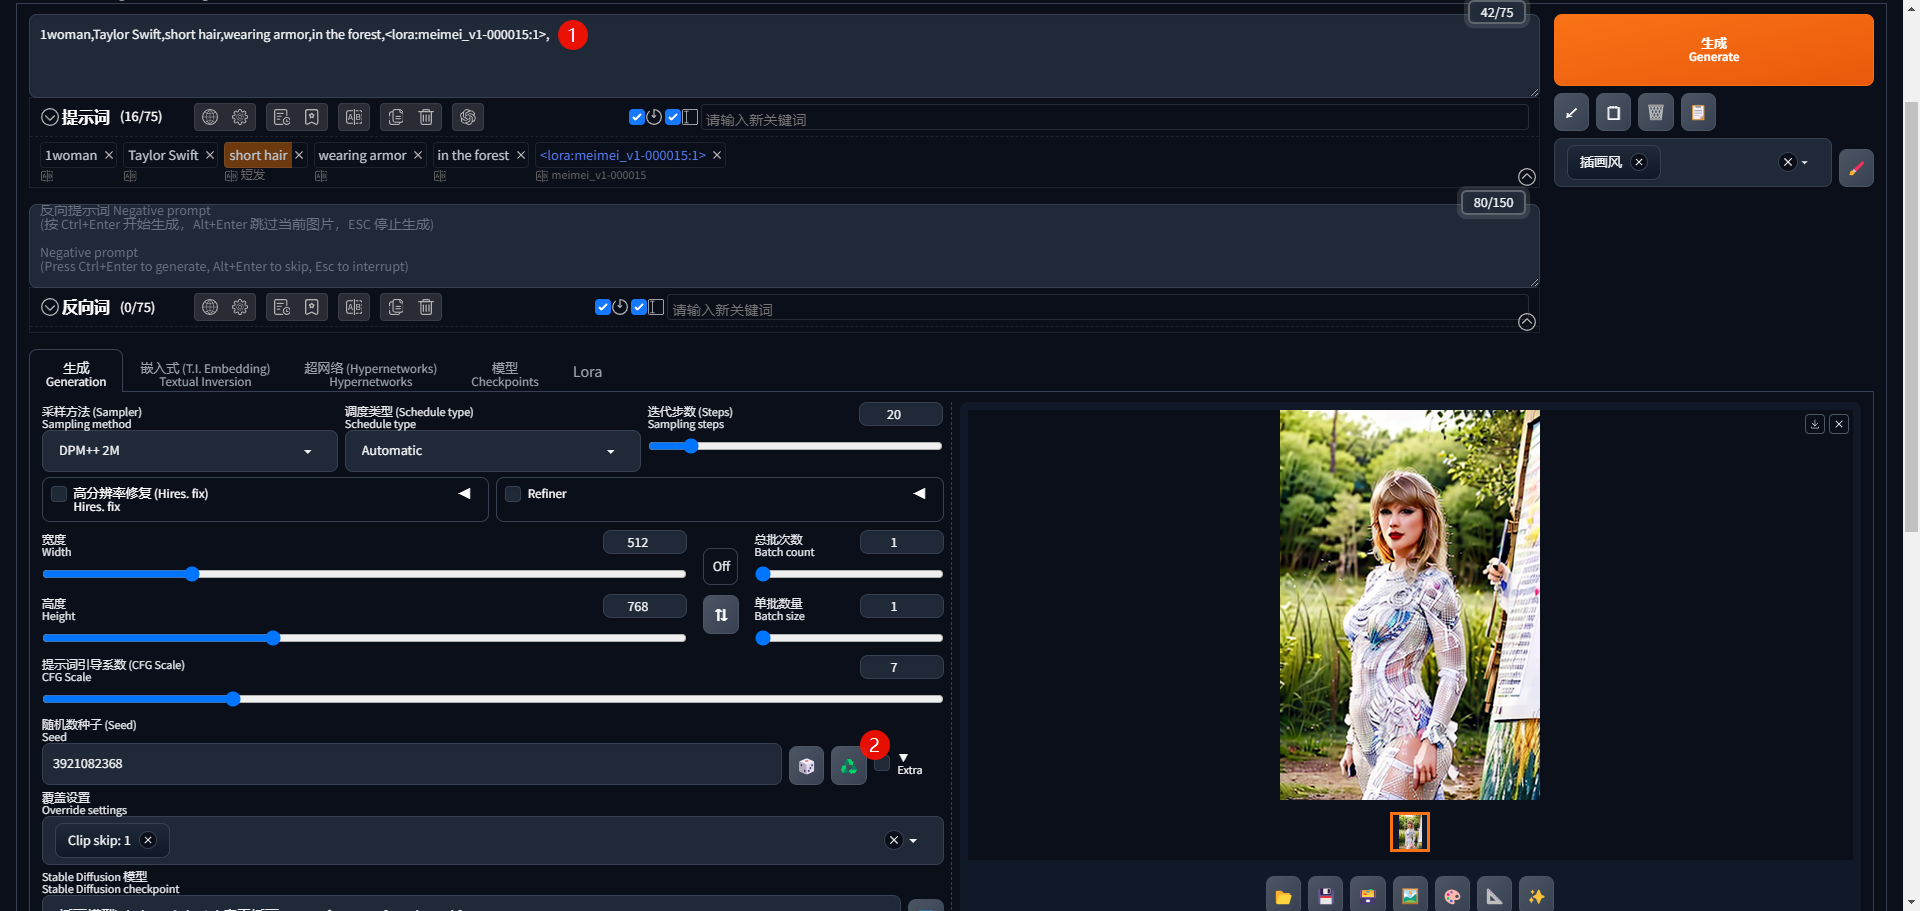 42/75
1woman,Taylor Swift,short hair,wearing armor,in the forest,<lora:meimei_v1-000015:1>,
1
生成
Generate
提示词 (16/75)
请输入新关键词
1woman × Taylor Swift × short hair × wearing armor × in the forest × <lora:meimei_v1-000015:1> ×
短发
meimei_v1-000015
插画风
80/150
反向提示词 Negative prompt
(按 Ctrl+Enter 开始生成，Alt+Enter 跳过当前图片，ESC 停止生成)
Negative prompt
(Press Ctrl+Enter to generate, Alt+Enter to skip, Esc to interrupt)
反向词 (0/75)
请输入新关键词
生成
Generation
嵌入式 (T.I. Embedding)
Textual Inversion
超网络 (Hypernetworks)
Hypernetworks
模型
Checkpoints
Lora
采样方法 (Sampler)
Sampling method
DPM++ 2M
调度类型 (Schedule type)
Schedule type
Automatic
迭代步数 (Steps)
Sampling steps
20
高分辨率修复 (Hires. fix)
Hires. fix
Refiner
宽度
Width
512
Off
总批次数
Batch count
1
高度
Height
768
单批数量
Batch size
1
提示词引导系数 (CFG Scale)
CFG Scale
7
随机数种子 (Seed)
Seed
3921082368
2
Extra
覆盖设置
Override settings
Clip skip: 1
Stable Diffusion 模型
Stable Diffusion checkpoint